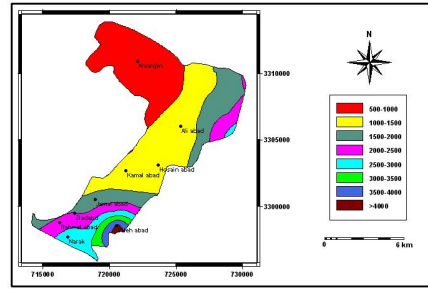 N
3310000
3305000
3300000
Ali abad
Hosain abad
Kamal abad
Narak
500-1000
1000-1500
1500-2000
2000-2500
2500-3000
3000-3500
3500-4000
>4000
0
6 km
715000
720000
725000
730000